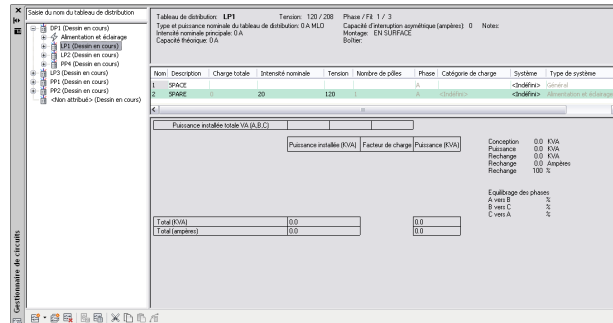 Saisie du nom du tableau de distribution
DP1 (Dessin en cours)
Alimentation et éclairage
LP1 (Dessin en cours)
LP2 (Dessin en cours)
PP4 (Dessin en cours)
LP3 (Dessin en cours)
PP1 (Dessin en cours)
PP2 (Dessin en cours)
<Non attribué> (Dessin en cours)
Gestionnaire de circuits
Tableau de distribution: LP1 Tension: 120 / 208 Phase / Fil: 1 / 3
Type et puissance nominale du tableau de distribution: 0 A MLO Capacité d'interruption asymétrique (ampères): 0 Notes:
Intensité nominale principale: 0 A Montage: EN SURFACE
Capacité théorique: 0 A Boîtier:
Nom Description Charge totale Intensité nominale Tension Nombre de pôles Phase Catégorie de charge Système Type de système
1 SPACE A <Indéfini> Général
2 SPARE 0 20 120 1 A <Indéfini> <Indéfini> Alimentation et éclairage
Puissance installée totale VA (A,B,C)
Puissance installée (KVA) Facteur de charge Puissance (KVA)
Conception 0.0 KVA
Puissance 0.0 KVA
Rechange 0.0 KVA
Rechange 0.0 Ampères
Rechange 100 %
Equilibrage des phases
A vers B %
B vers C %
C vers A %
Total (KVA) 0.0 0.0
Total (ampères) 0.0 0.0